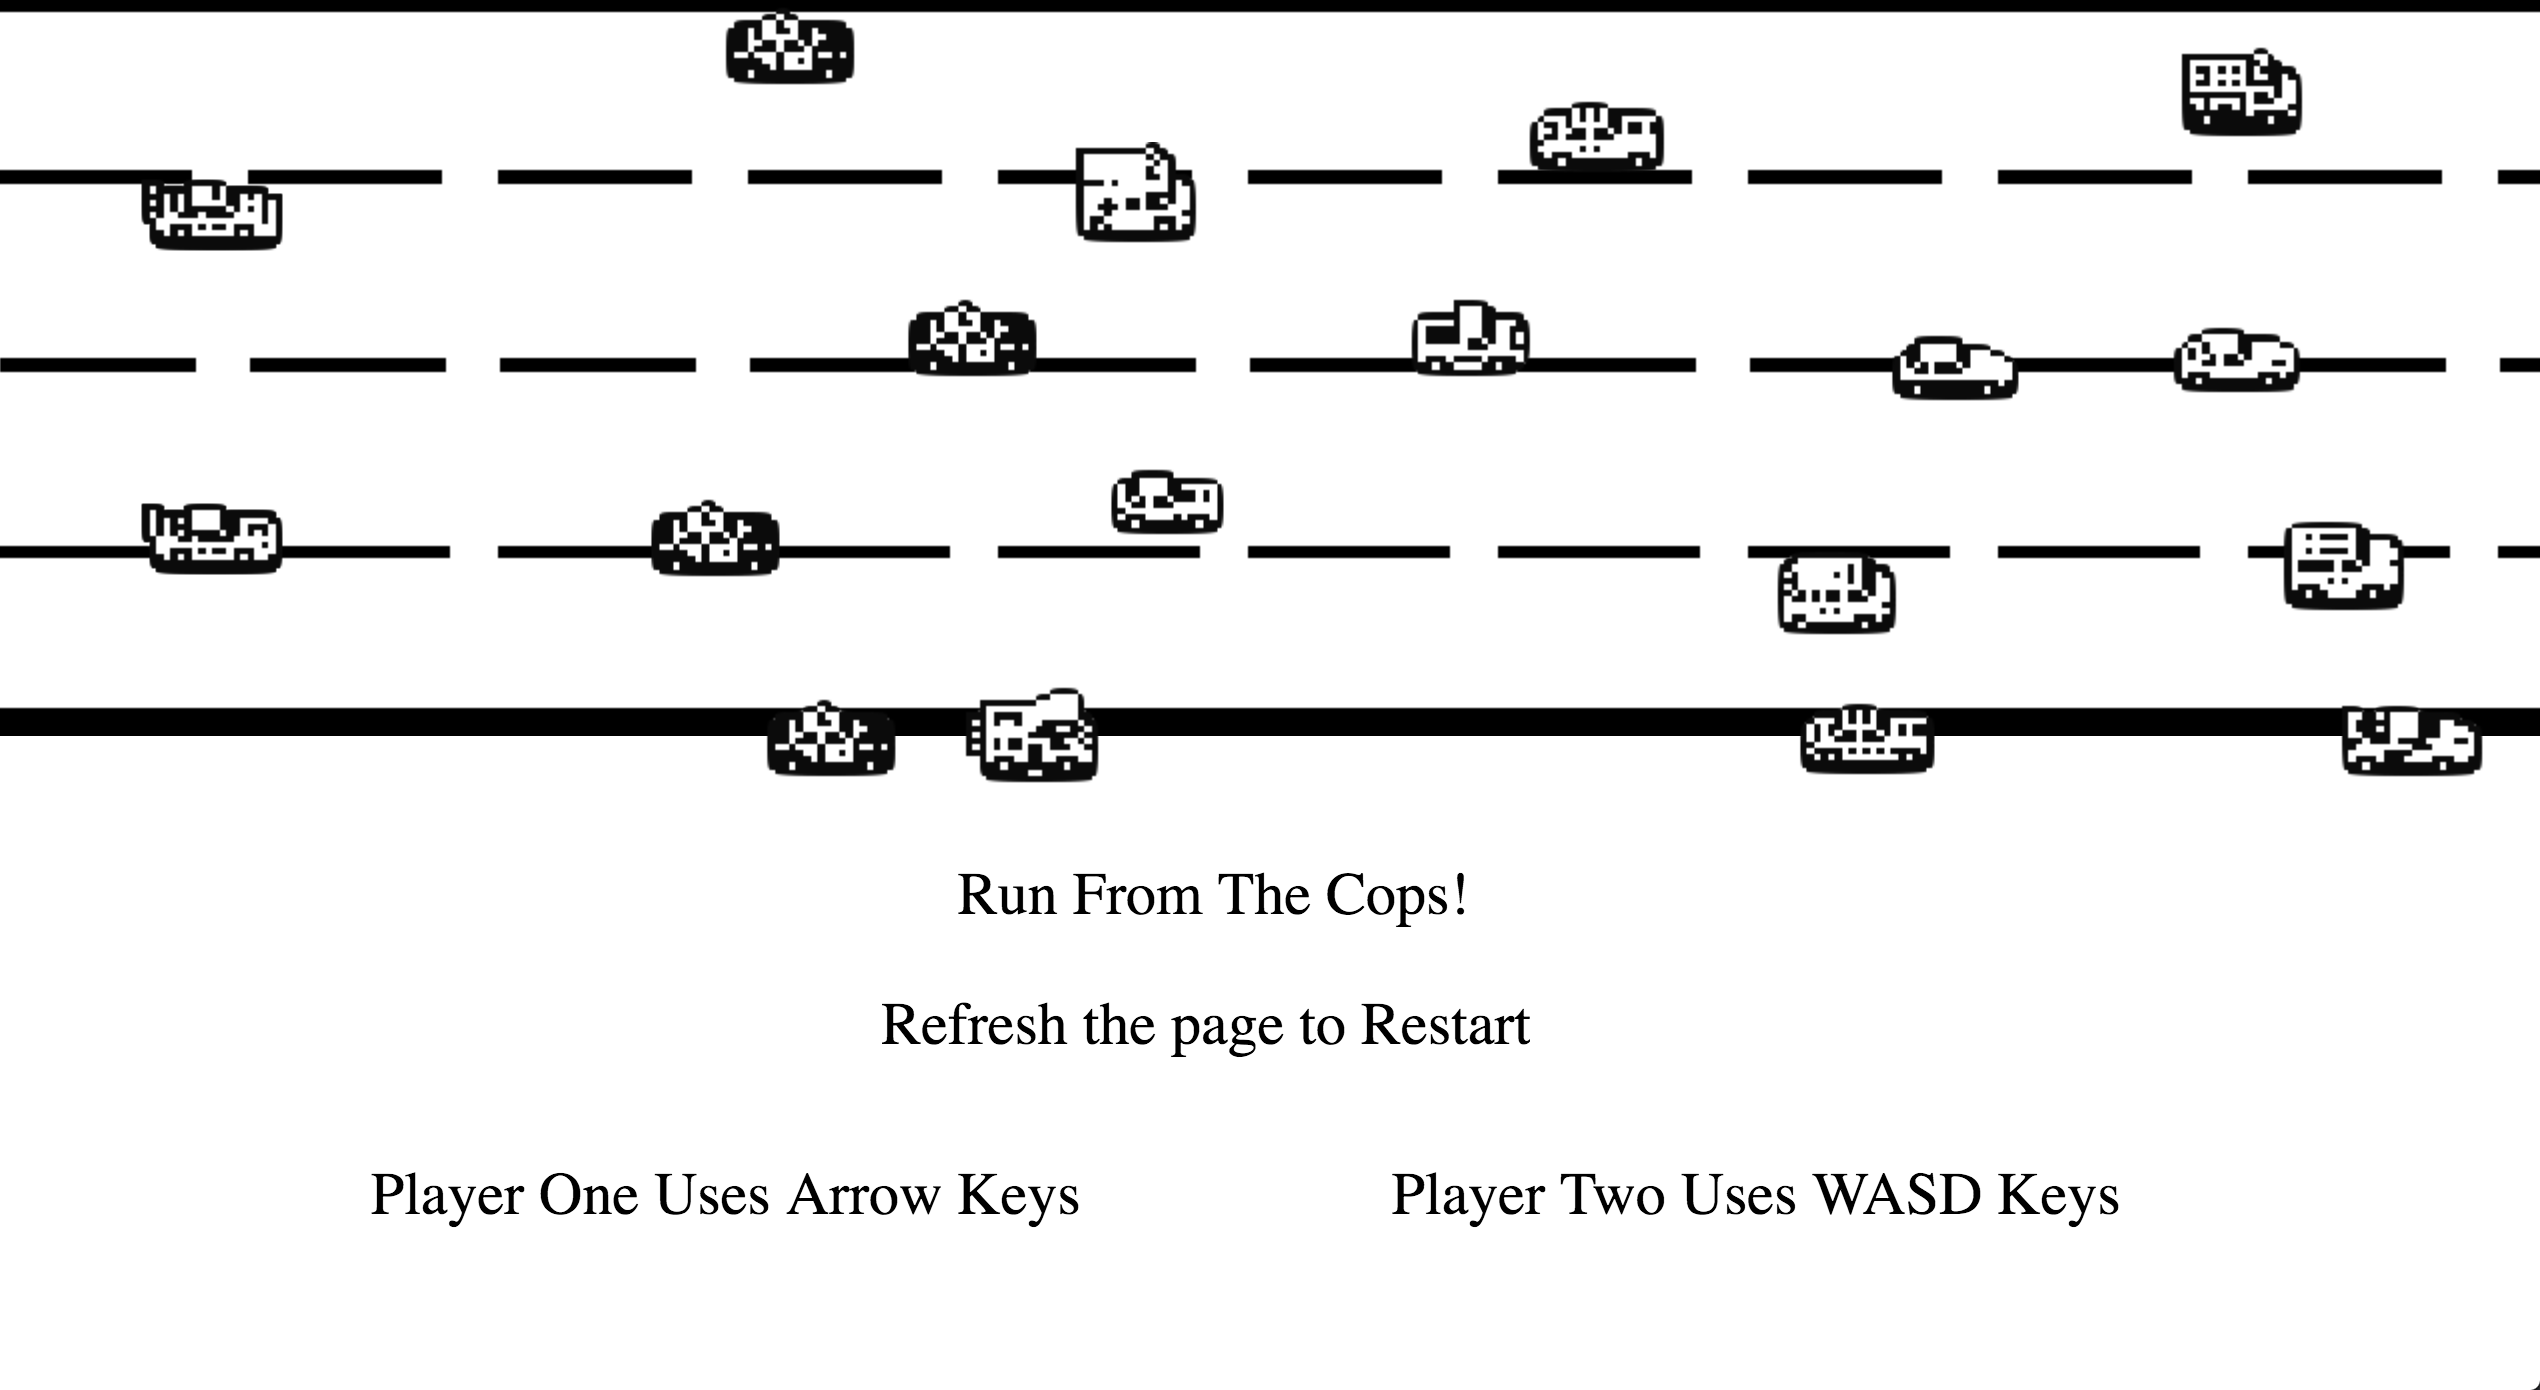 Run From The Cops!
Refresh the page to Restart
Player One Uses Arrow Keys
Player Two Uses WASD Keys